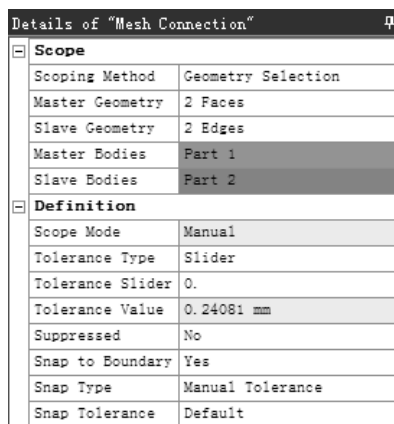 Details of "Mesh Connection"
Scope
Scoping Method Geometry Selection
Master Geometry 2 Faces
Slave Geometry 2 Edges
Master Bodies Part 1
Slave Bodies Part 2
Definition
Scope Mode Manual
Tolerance Type Slider
Tolerance Slider 0.
Tolerance Value 0.24081 mm
Suppressed No
Snap to Boundary Yes
Snap Type Manual Tolerance
Snap Tolerance Default